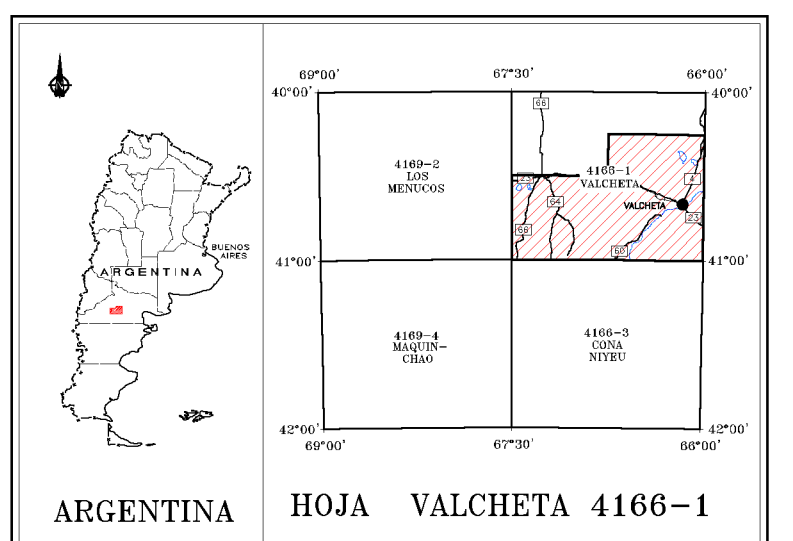 69°00'
67°30'
66°00'
40°00'
40°00'
66
4169-2
LOS
MENUCOS
23
4166-1
VALCHETA
4
64
VALCHETA
66
23
60
BUENOS
AIRES
ARGENTINA
41°00'
41°00'
4169-4
MAQUIN-
CHAO
4166-3
CONA
NIYEU
42°00'
42°00'
69°00'
67°30'
66°00'
ARGENTINA
HOJA VALCHETA 4166-1